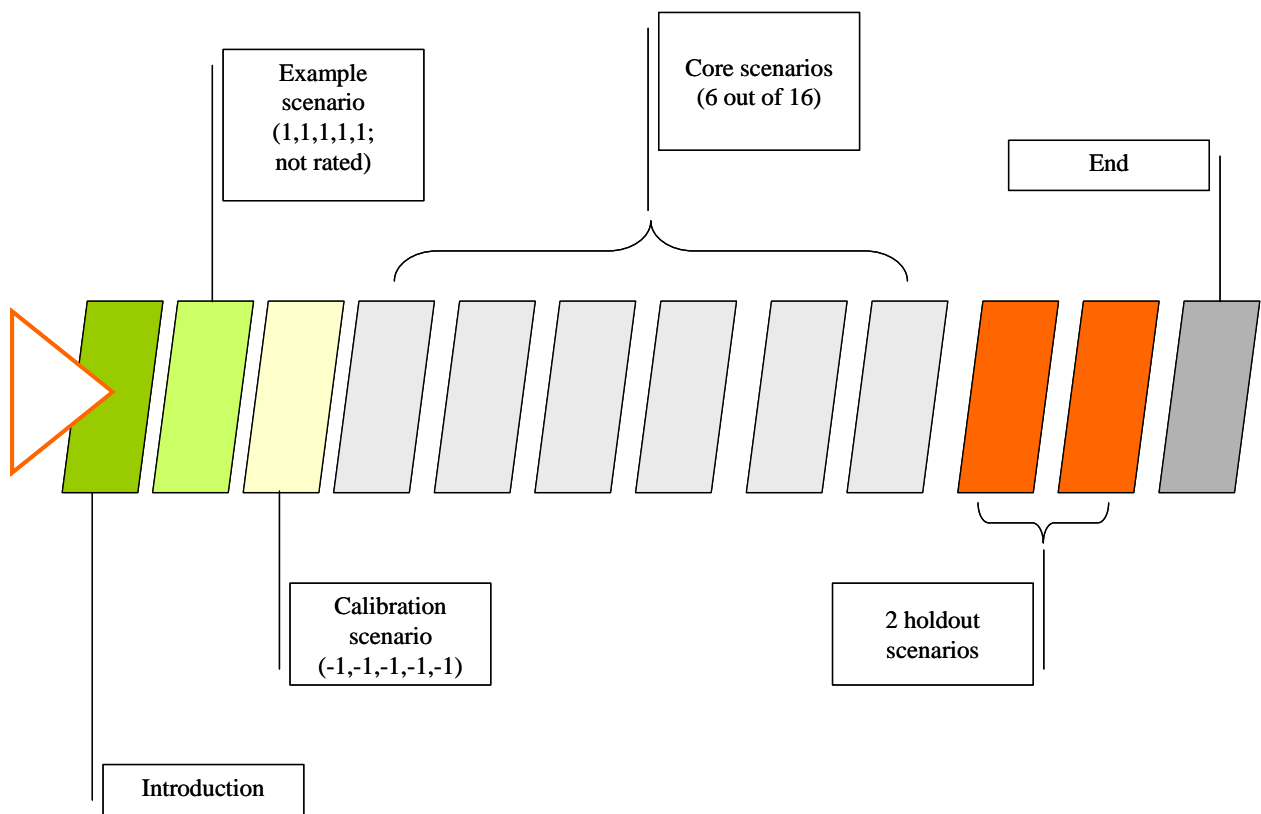 Example
scenario
(1,1,1,1,1;
not rated)
Core scenarios
(6 out of 16)
End
Calibration
scenario
(-1,-1,-1,-1,-1)
2 holdout
scenarios
Introduction